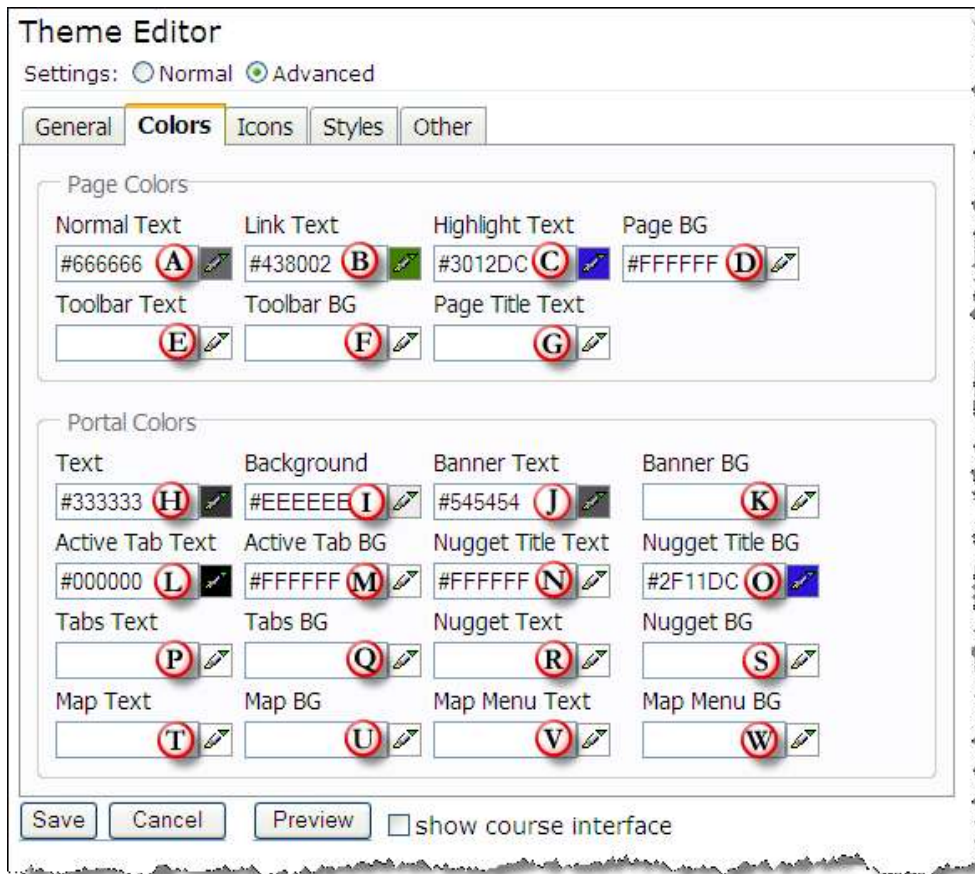 Theme Editor
Settings: Normal Advanced
General Colors Icons Styles Other
Page Colors
Normal Text Link Text Highlight Text Page BG
#666666 A #438002 B #3012DC C #FFFFFF D
Toolbar Text Toolbar BG Page Title Text
E F G
Portal Colors
Text Background Banner Text Banner BG
#333333 H #EEEEEE I #545454 J K
Active Tab Text Active Tab BG Nugget Title Text Nugget Title BG
#000000 L #FFFFFF M #FFFFFF N #2F11DC O
Tabs Text Tabs BG Nugget Text Nugget BG
P Q R S
Map Text Map BG Map Menu Text Map Menu BG
T U V W
Save Cancel Preview show course interface